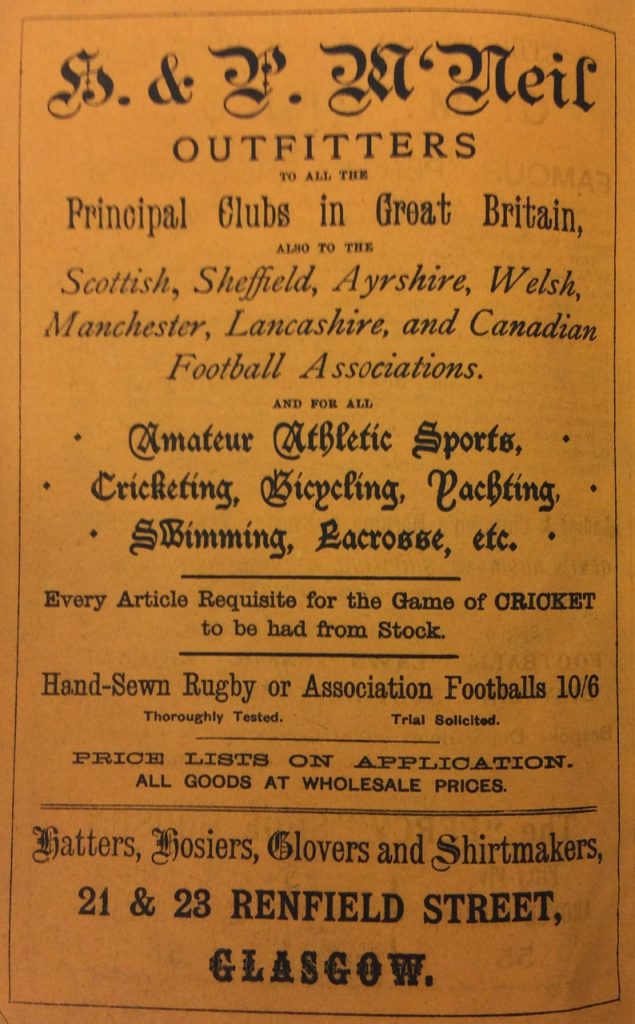 H. & P. M'Neil
OUTFITTERS
TO ALL THE
Principal Clubs in Great Britain,
ALSO TO THE
Scottish, Sheffield, Ayrshire, Welsh,
Manchester, Lancashire, and Canadian
Football Associations.
AND FOR ALL
· Amateur Athletic Sports, ·
· Cricketing, Bicycling, Yachting, ·
· Swimming, Lacrosse, etc. ·
Every Article Requisite for the Game of CRICKET
to be had from Stock.
Hand-Sewn Rugby or Association Footballs 10/6
Thoroughly Tested. Trial Solicited.
PRICE LISTS ON APPLICATION.
ALL GOODS AT WHOLESALE PRICES.
Hatters, Hosiers, Glovers and Shirtmakers,
21 & 23 RENFIELD STREET,
GLASGOW.